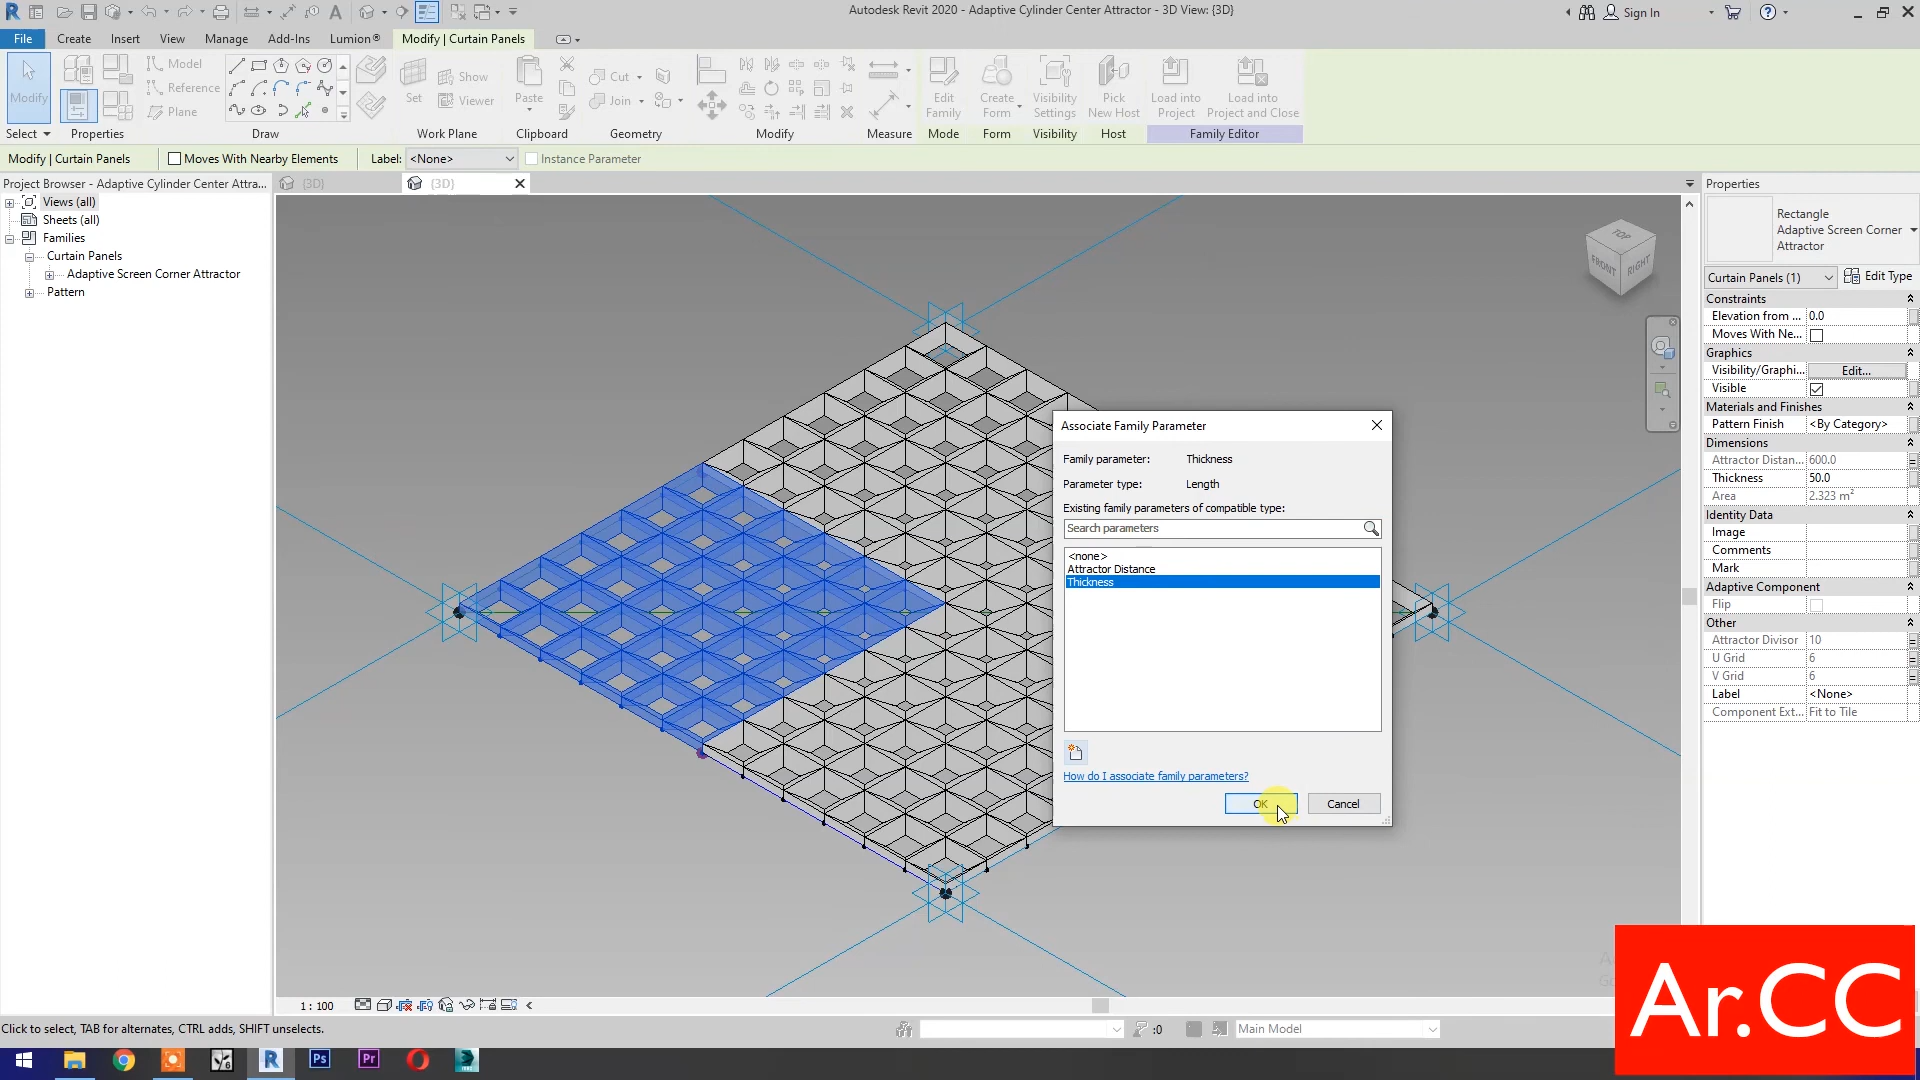 Autodesk Revit 2020 - Adaptive Cylinder Center Attractor - 3D View: {3D}
Sign In
File Create Insert View Manage Add-Ins Lumion® Modify | Curtain Panels
Modify
Model
Reference
Plane
Set
Show
Viewer
Paste
Cut
Join
Edit Family
Create Form
Visibility Settings
Pick New Host
Load into Project
Load into Project and Close
Select Properties Draw Work Plane Clipboard Geometry Modify Measure Mode Form Visibility Host Family Editor
Modify | Curtain Panels Moves With Nearby Elements Label: <None> Instance Parameter
Project Browser - Adaptive Cylinder Center Attra...
{3D} {3D}
Views (all)
Sheets (all)
Families
Curtain Panels
Adaptive Screen Corner Attractor
Pattern
TOP
FRONT
RIGHT
Associate Family Parameter
Family parameter: Thickness
Parameter type: Length
Existing family parameters of compatible type:
Search parameters
<none>
Attractor Distance
Thickness
How do I associate family parameters?
OK Cancel
Properties
Rectangle
Adaptive Screen Corner
Attractor
Curtain Panels (1) Edit Type
Constraints
Elevation from ... 0.0
Moves With Ne...
Graphics
Visibility/Graphi... Edit...
Visible
Materials and Finishes
Pattern Finish <By Category>
Dimensions
Attractor Distan... 600.0
Thickness 50.0
Area 2.323 m²
Identity Data
Image
Comments
Mark
Adaptive Component
Flip
Other
Attractor Divisor 10
U Grid 6
V Grid 6
Label <None>
Component Ext... Fit to Tile
1 : 100
Click to select, TAB for alternates, CTRL adds, SHIFT unselects.
:0
Main Model
Ps
Pr
Ar.CC